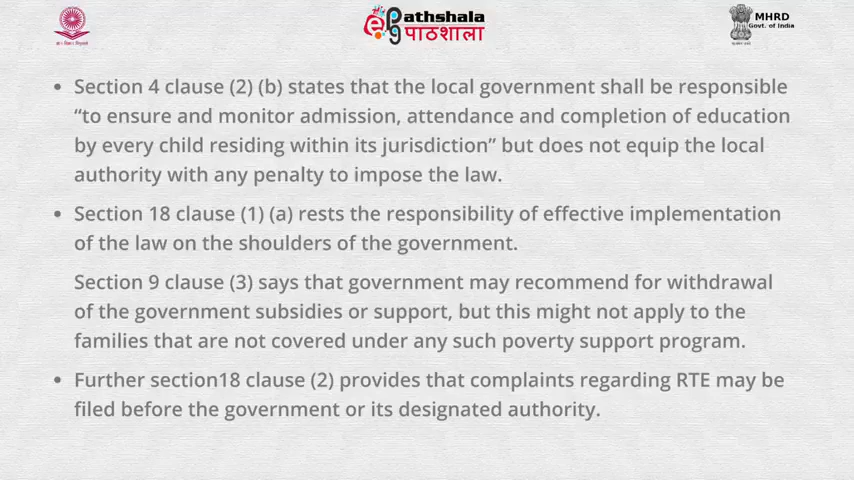 Pathshala
पाठशाला
MHRD
Govt. of India
• Section 4 clause (2) (b) states that the local government shall be responsible
“to ensure and monitor admission, attendance and completion of education
by every child residing within its jurisdiction” but does not equip the local
authority with any penalty to impose the law.
• Section 18 clause (1) (a) rests the responsibility of effective implementation
of the law on the shoulders of the government.
Section 9 clause (3) says that government may recommend for withdrawal
of the government subsidies or support, but this might not apply to the
families that are not covered under any such poverty support program.
• Further section18 clause (2) provides that complaints regarding RTE may be
filed before the government or its designated authority.